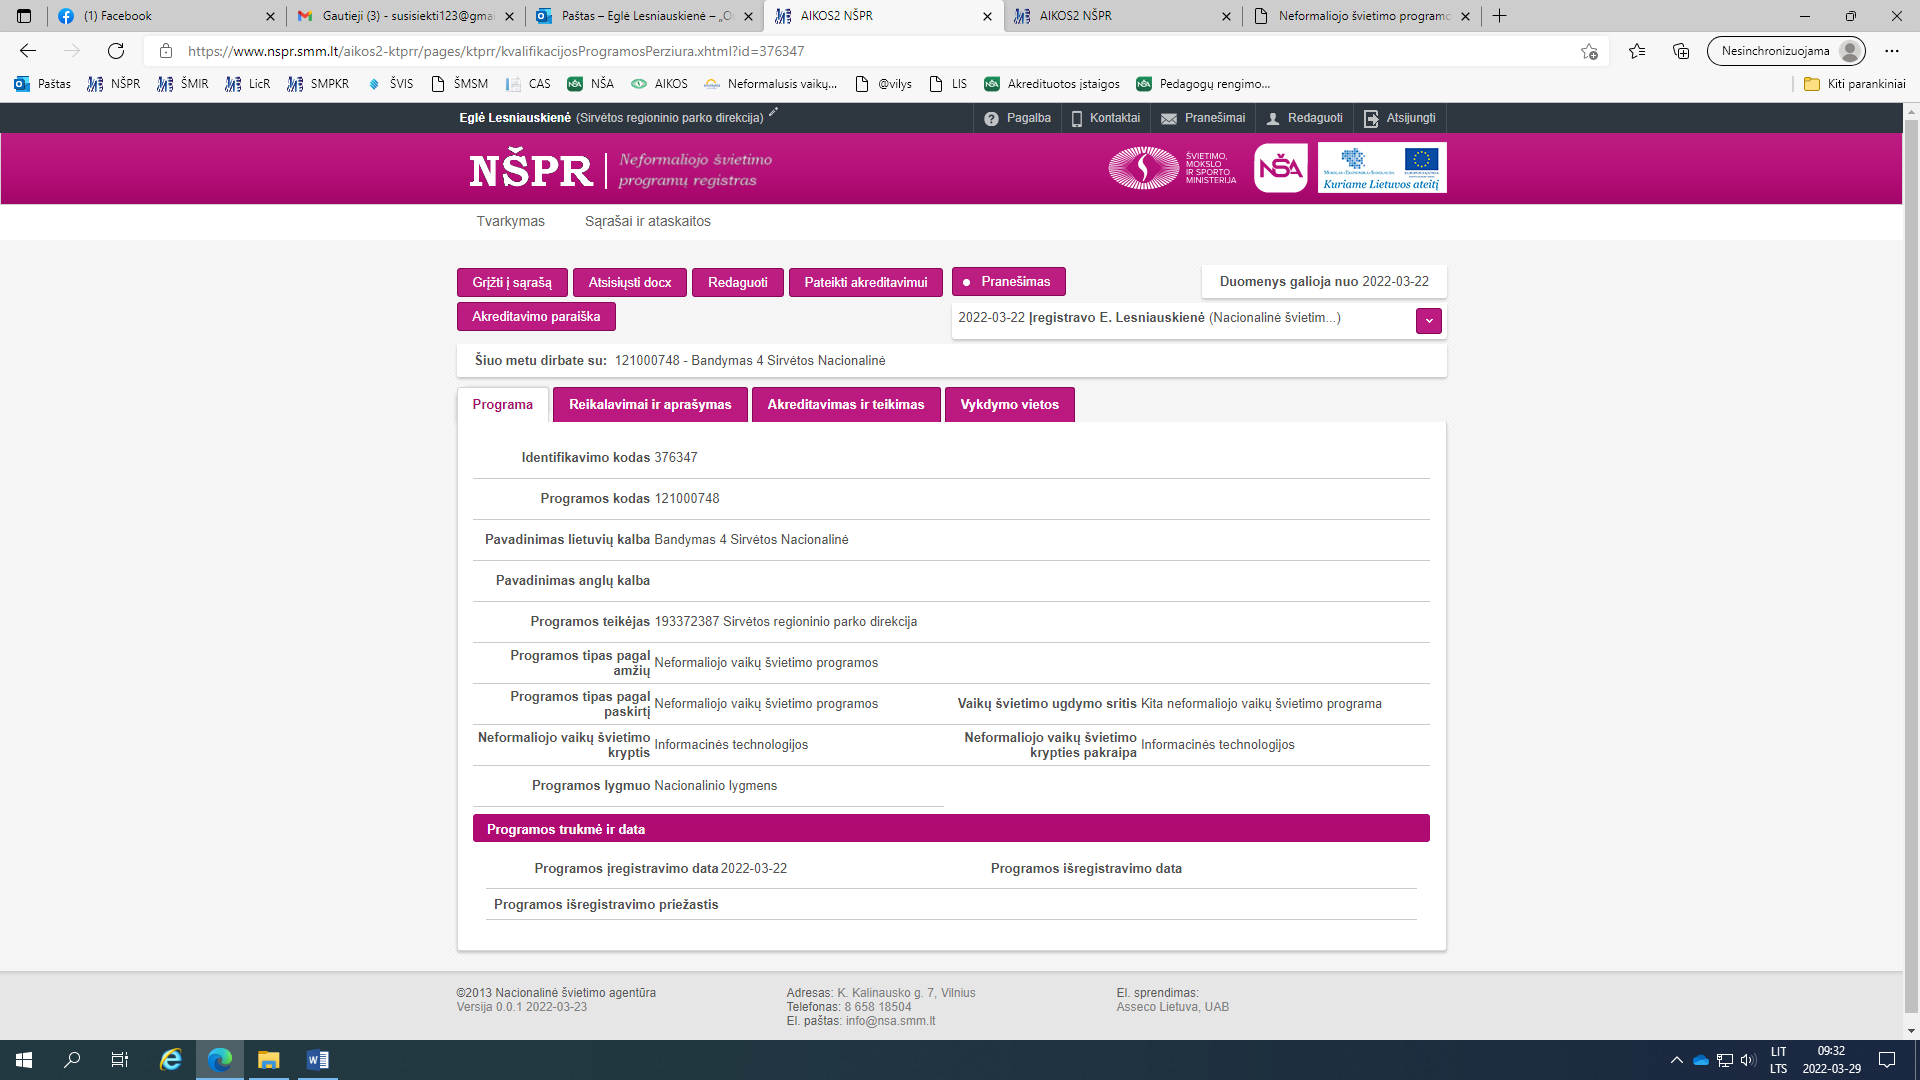 (1) Facebook
Gautieji (3) - susisiekti123@gmai
Paštas – Eglė Lesniauskienė – „Ou
AIKOS2 NŠPR
AIKOS2 NŠPR
Neformaliojo švietimo programo
https://www.nspr.smm.lt/aikos2-ktprr/pages/ktprr/kvalifikacijosProgramosPerziura.xhtml?id=376347
Nesinchronizuojama
Paštas NŠPR ŠMIR LicR SMPKR ŠVIS ŠMSM CAS NŠA AIKOS Neformalusis vaikų... @vilys LIS Akredituotos įstaigos Pedagogų rengimo... Kiti parankiniai
Eglė Lesniauskienė (Sirvėtos regioninio parko direkcija)
Pagalba Kontaktai Pranešimai Redaguoti Atsijungti
NŠPR
Neformaliojo švietimo
programų registras
ŠVIETIMO,
MOKSLO
IR SPORTO
MINISTERIJA
NŠA
Kuriame Lietuvos ateitį
Tvarkymas Sąrašai ir ataskaitos
Grįžti į sąrašą Atsisiųsti docx Redaguoti Pateikti akreditavimui Pranešimas
Duomenys galioja nuo 2022-03-22
Akreditavimo paraiška
2022-03-22 Įregistravo E. Lesniauskienė (Nacionalinė švietim...)
Šiuo metu dirbate su: 121000748 - Bandymas 4 Sirvėtos Nacionalinė
Programa Reikalavimai ir aprašymas Akreditavimas ir teikimas Vykdymo vietos
Identifikavimo kodas 376347
Programos kodas 121000748
Pavadinimas lietuvių kalba Bandymas 4 Sirvėtos Nacionalinė
Pavadinimas anglų kalba
Programos teikėjas 193372387 Sirvėtos regioninio parko direkcija
Programos tipas pagal
amžių Neformaliojo vaikų švietimo programos
Programos tipas pagal
paskirtį Neformaliojo vaikų švietimo programos
Vaikų švietimo ugdymo sritis Kita neformaliojo vaikų švietimo programa
Neformaliojo vaikų švietimo
kryptis Informacinės technologijos
Neformaliojo vaikų švietimo
krypties pakraipa Informacinės technologijos
Programos lygmuo Nacionalinio lygmens
Programos trukmė ir data
Programos įregistravimo data 2022-03-22 Programos išregistravimo data
Programos išregistravimo priežastis
©2013 Nacionalinė švietimo agentūra
Versija 0.0.1 2022-03-23
Adresas: K. Kalinausko g. 7, Vilnius
Telefonas: 8 658 18504
El. paštas: info@nsa.smm.lt
El. sprendimas:
Asseco Lietuva, UAB
LIT
LTS
09:32
2022-03-29